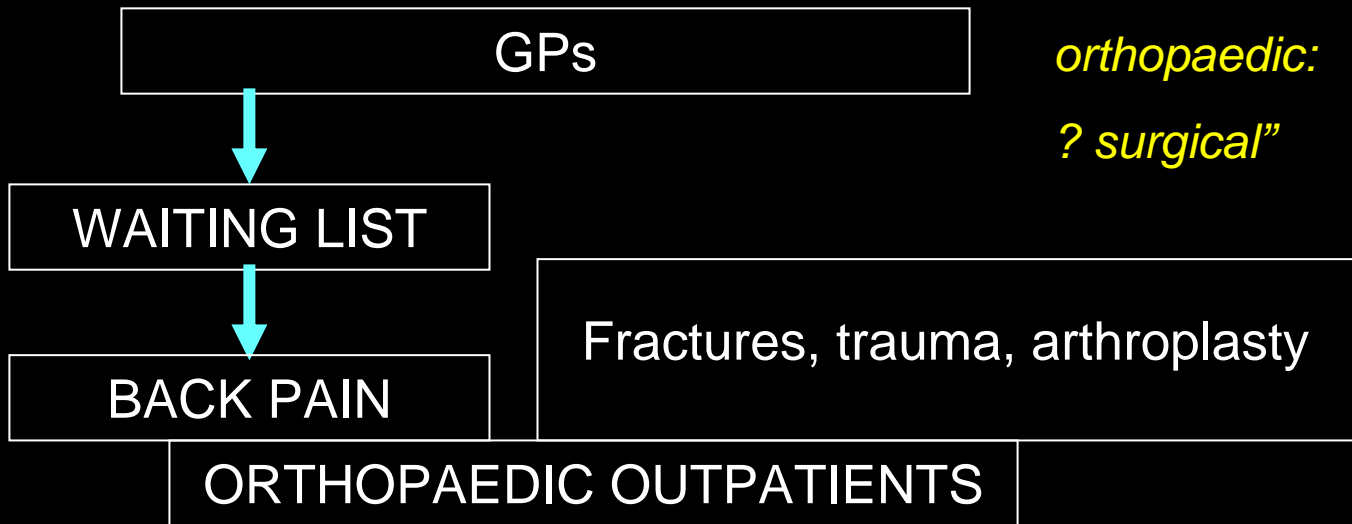 GPs
orthopaedic:
? surgical”
WAITING LIST
Fractures, trauma, arthroplasty
BACK PAIN
ORTHOPAEDIC OUTPATIENTS